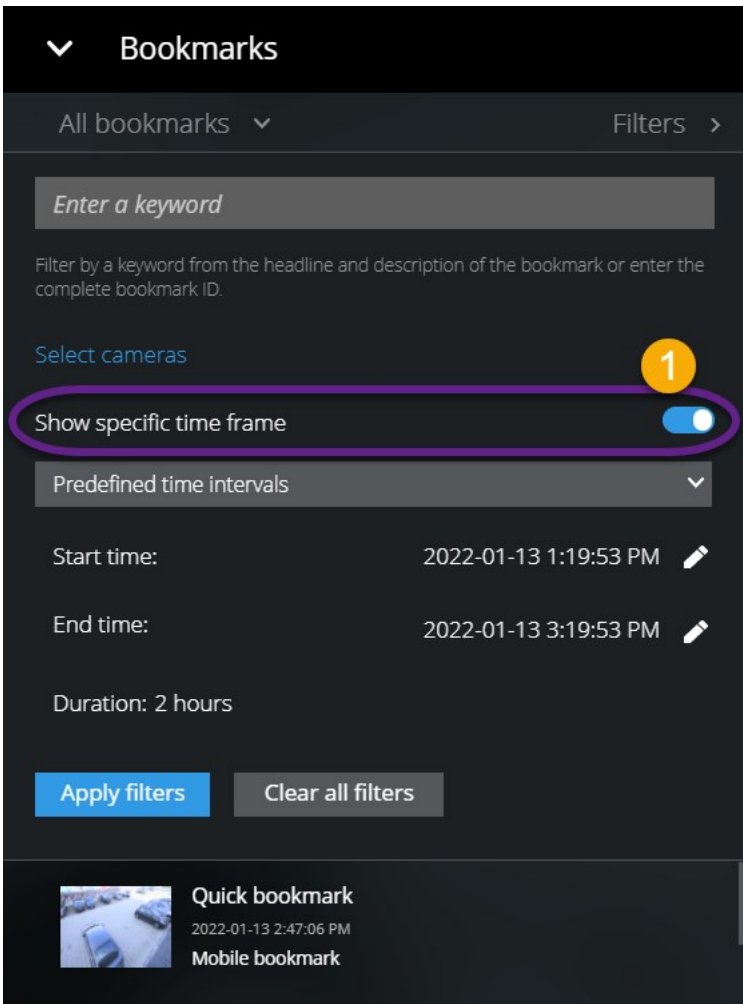 Bookmarks
All bookmarks Filters
Enter a keyword
Filter by a keyword from the headline and description of the bookmark or enter the
complete bookmark ID.
Select cameras
1
Show specific time frame
Predefined time intervals
Start time: 2022-01-13 1:19:53 PM
End time: 2022-01-13 3:19:53 PM
Duration: 2 hours
Apply filters Clear all filters
Quick bookmark
2022-01-13 2:47:06 PM
Mobile bookmark